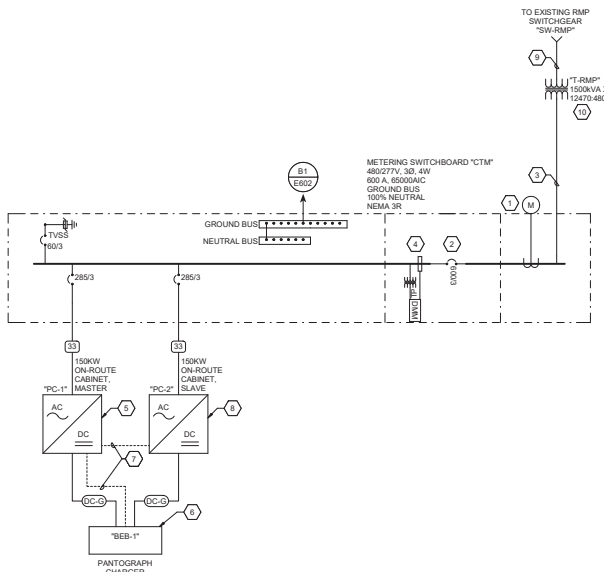 TO EXISTING RMP
SWITCHGEAR
"SW-RMP"
9
"T-RMP"
1500kVA
12470:480
10
B1
E602
METERING SWITCHBOARD "CTM"
480/277V, 3Ø, 4W
600 A, 65000AIC
GROUND BUS
100% NEUTRAL
NEMA 3R
3
1
M
GROUND BUS
NEUTRAL BUS
TVSS
60/3
4
2
600/3
285/3
285/3
DMM
33
33
150KW
ON-ROUTE
CABINET,
MASTER
150KW
ON-ROUTE
CABINET,
SLAVE
"PC-1"
"PC-2"
AC
DC
5
AC
DC
8
7
DC-G
DC-G
"BEB-1"
6
PANTOGRAPH
CHARGER